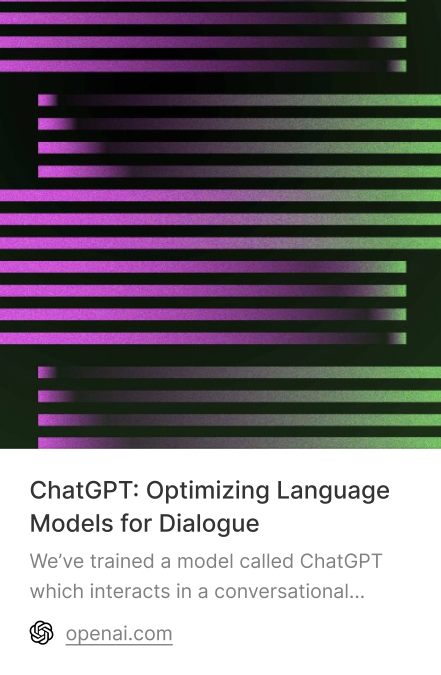 ChatGPT: Optimizing Language
Models for Dialogue
We’ve trained a model called ChatGPT
which interacts in a conversational...
openai.com